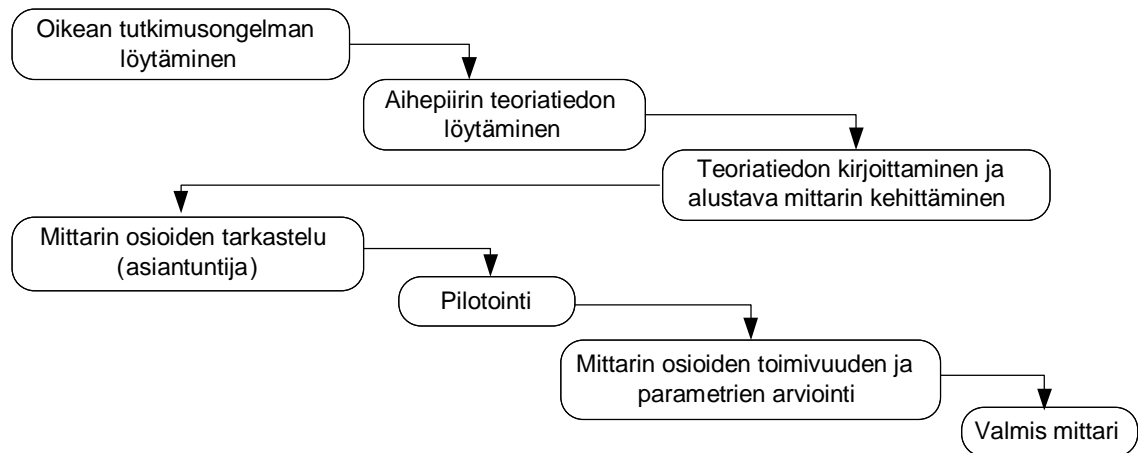 Oikean tutkimusongelman
löytäminen
Aihepiirin teoriatiedon
löytäminen
Teoriatiedon kirjoittaminen ja
alustava mittarin kehittäminen
Mittarin osioiden tarkastelu
(asiantuntija)
Pilotointi
Mittarin osioiden toimivuuden ja
parametrien arviointi
Valmis mittari